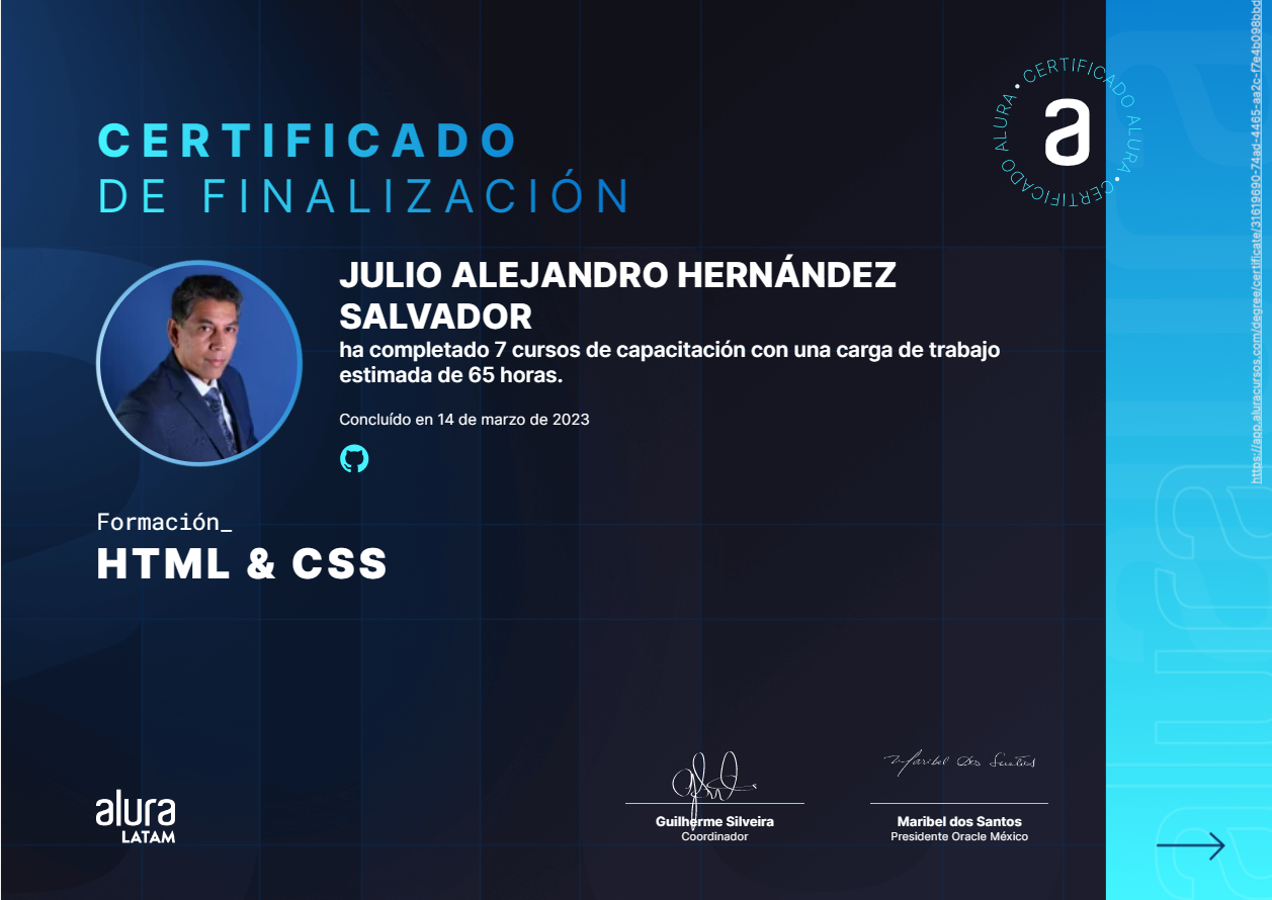 CERTIFICADO
DE FINALIZACIÓN
CERTIFICADO ALURA • CERTIFICADO ALURA •
a
JULIO ALEJANDRO HERNÁNDEZ
SALVADOR
ha completado 7 cursos de capacitación con una carga de trabajo
estimada de 65 horas.
Concluído en 14 de marzo de 2023
Formación_
HTML & CSS
alura
LATAM
Maribel dos Santos
Guilherme Silveira
Coordinador
Maribel dos Santos
Presidente Oracle México
https://app.aluracursos.com/degree/certificate/31619690-74ad-4465-aa2c-f7e4b098bbd
alura